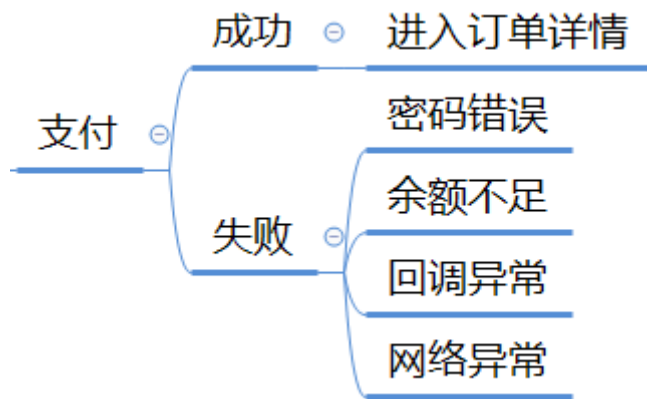 成功
进入订单详情
支付
密码错误
余额不足
失败
回调异常
网络异常